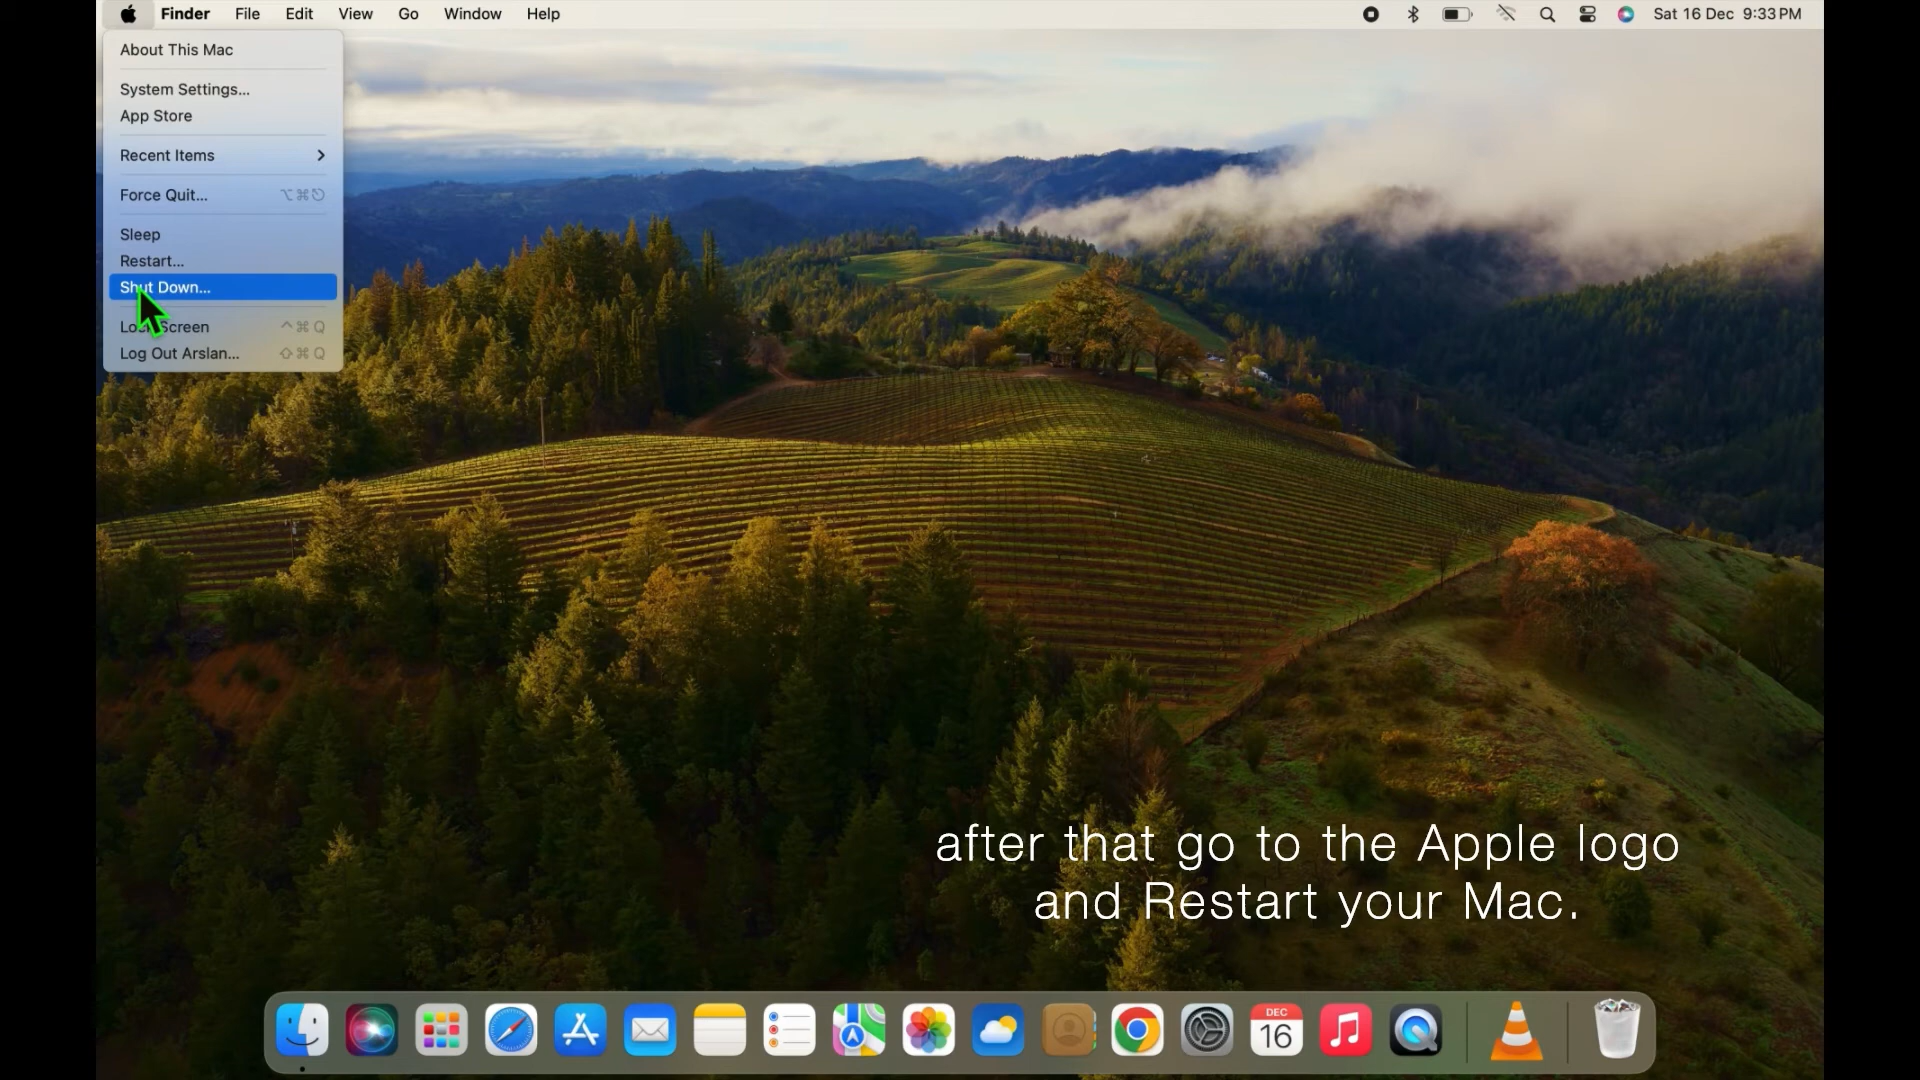 Finder File Edit View Go Window Help
Sat 16 Dec 9:33 PM
About This Mac
System Settings...
App Store
Recent Items
Force Quit... ⌥⌘⎋
Sleep
Restart...
Shut Down...
Lock Screen ^⌘Q
Log Out Arslan... ⇧⌘Q
after that go to the Apple logo
and Restart your Mac.
DEC
16